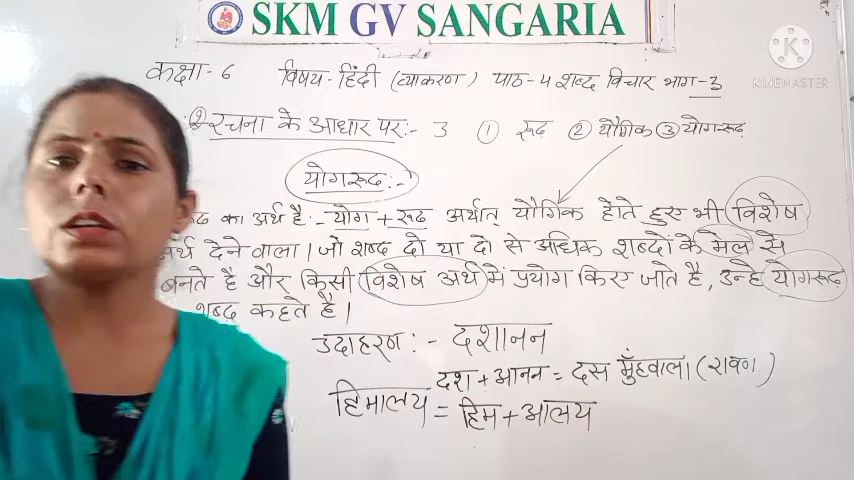 SKM GV SANGARIA
KINEMASTER
कक्षा - 6 विषय - हिंदी (व्याकरण) पाठ - 4 शब्द विचार भाग - 3
② रचना के आधार पर :- 3 ① रूढ ② यौगिक ③ योगरूढ
योगरूढ :-
का अर्थ है :- योग + रूढ अर्थात् यौगिक होते हुए भी विशेष
अर्थ देने वाला। जो शब्द दो या दो से अधिक शब्दों के मेल से
बनते है और किसी विशेष अर्थ में प्रयोग किए जाते है, उन्हे योगरूढ
शब्द कहते है।
उदाहरण :- दशानन
दश + आनन = दस मुँहवाला (रावण)
हिमालय = हिम + आलय